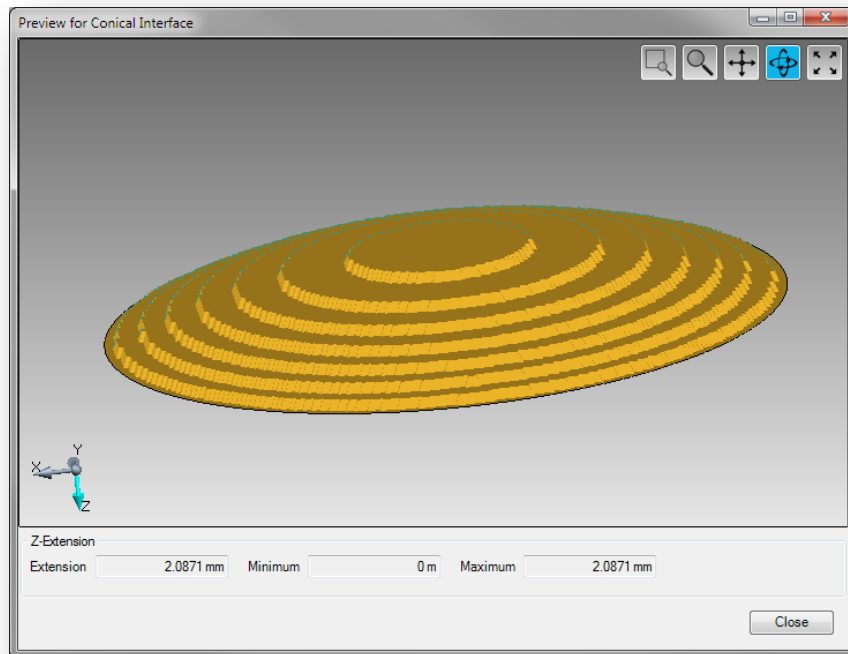 Preview for Conical Interface
Y
X
Z
Z-Extension
Extension 2.0871 mm Minimum 0 m Maximum 2.0871 mm
Close